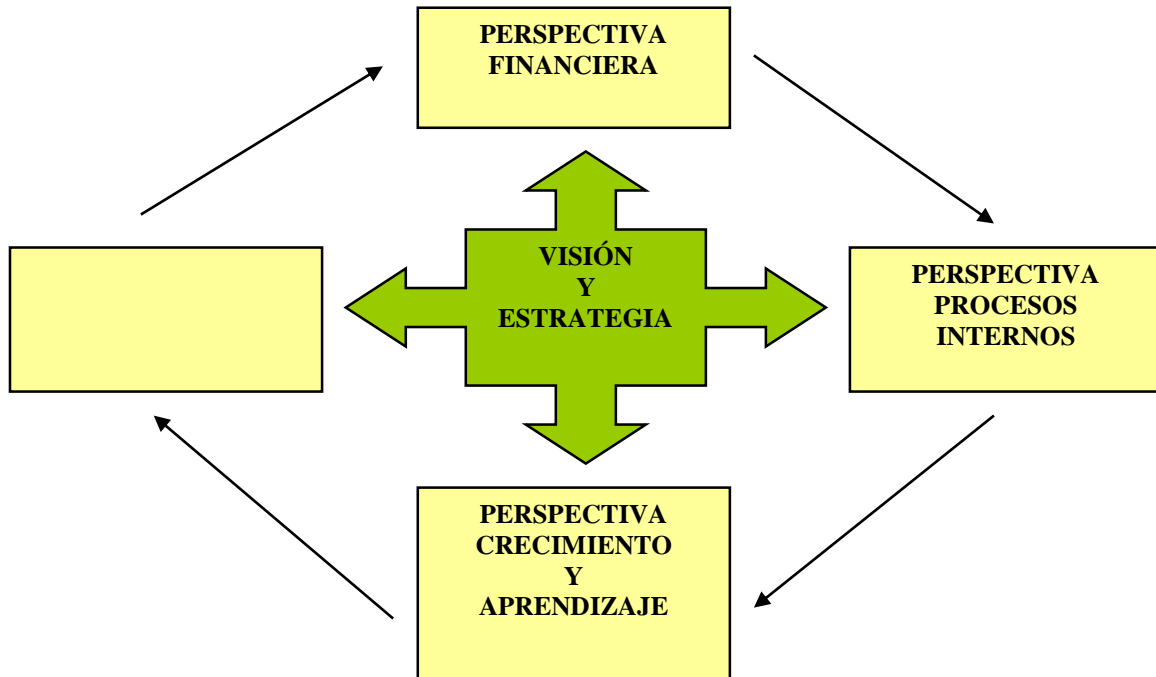 PERSPECTIVA
FINANCIERA
VISIÓN
Y
ESTRATEGIA
PERSPECTIVA
PROCESOS
INTERNOS
PERSPECTIVA
CRECIMIENTO
Y
APRENDIZAJE